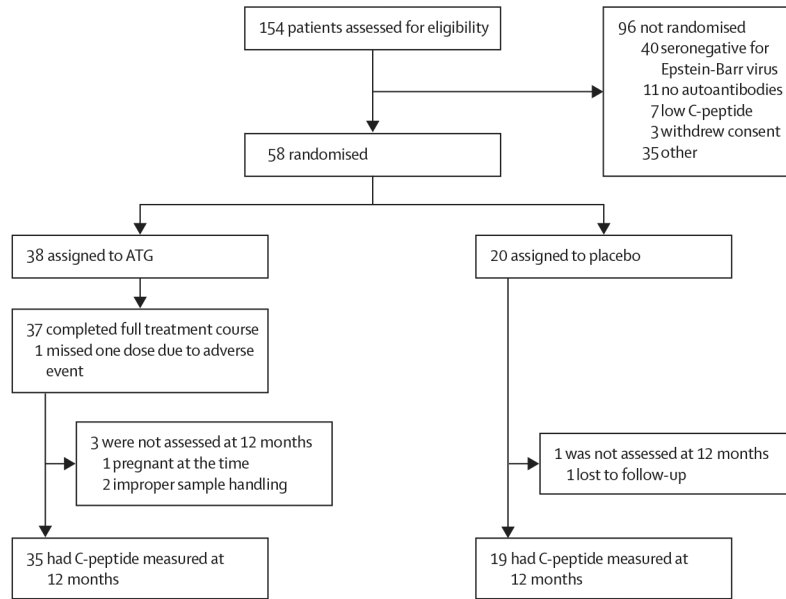 154 patients assessed for eligibility
96 not randomised
40 seronegative for
Epstein-Barr virus
11 no autoantibodies
7 low C-peptide
3 withdrew consent
35 other
58 randomised
38 assigned to ATG
20 assigned to placebo
37 completed full treatment course
1 missed one dose due to adverse
event
3 were not assessed at 12 months
1 pregnant at the time
2 improper sample handling
1 was not assessed at 12 months
1 lost to follow-up
35 had C-peptide measured at
12 months
19 had C-peptide measured at
12 months